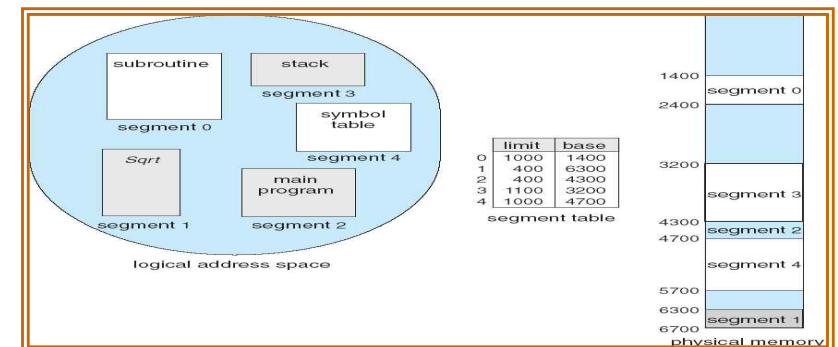 subroutine
segment 0
stack
segment 3
symbol
table
segment 4
Sqrt
segment 1
main
program
segment 2
logical address space
limit base
0 1000 1400
1 400 6300
2 400 4300
3 1100 3200
4 1000 4700
segment table
1400
segment 0
2400
3200
segment 3
4300
segment 2
4700
segment 4
5700
6300
segment 1
6700
physical memory